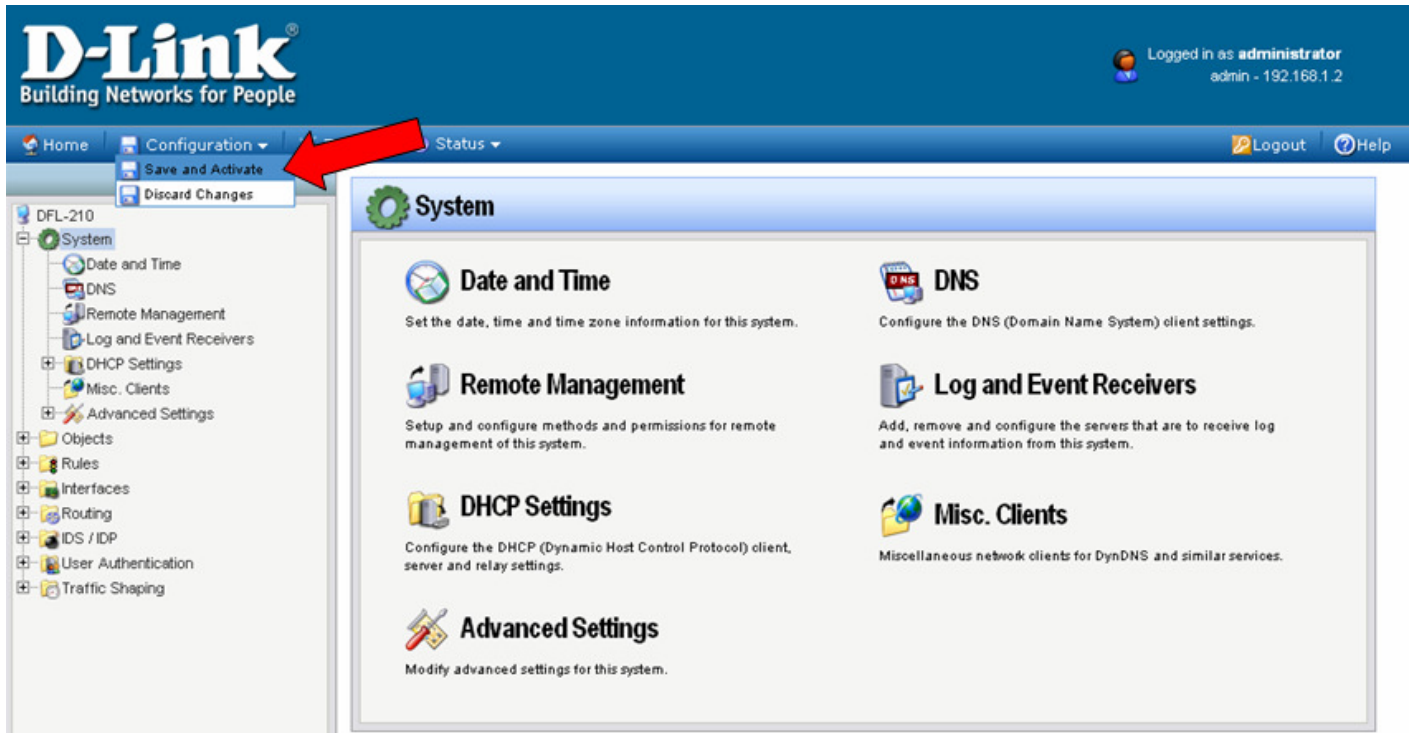 D-Link®
Building Networks for People
Logged in as administrator
admin - 192.168.1.2
Home
Configuration
Status
Logout
Help
Save and Activate
Discard Changes
DFL-210
System
Date and Time
DNS
Remote Management
Log and Event Receivers
DHCP Settings
Misc. Clients
Advanced Settings
Objects
Rules
Interfaces
Routing
IDS / IDP
User Authentication
Traffic Shaping
System
Date and Time
Set the date, time and time zone information for this system.
DNS
Configure the DNS (Domain Name System) client settings.
Remote Management
Setup and configure methods and permissions for remote
management of this system.
Log and Event Receivers
Add, remove and configure the servers that are to receive log
and event information from this system.
DHCP Settings
Configure the DHCP (Dynamic Host Control Protocol) client,
server and relay settings.
Misc. Clients
Miscellaneous network clients for DynDNS and similar services.
Advanced Settings
Modify advanced settings for this system.